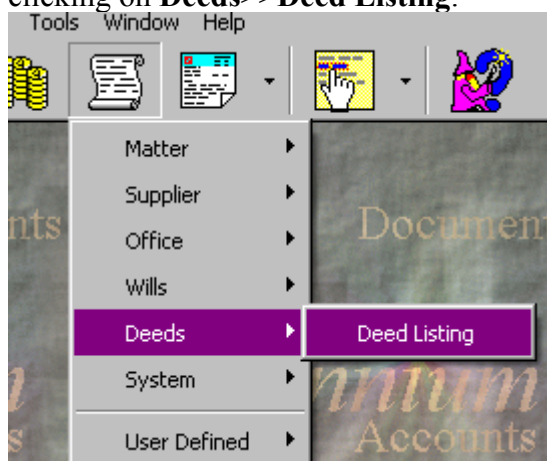 clicking on Deeds>>Deed Listing.
Tools Window Help
Matter
Supplier
nts
Documen
Office
Wills
Deeds
Deed Listing
System
nnium
s
Accounts
User Defined